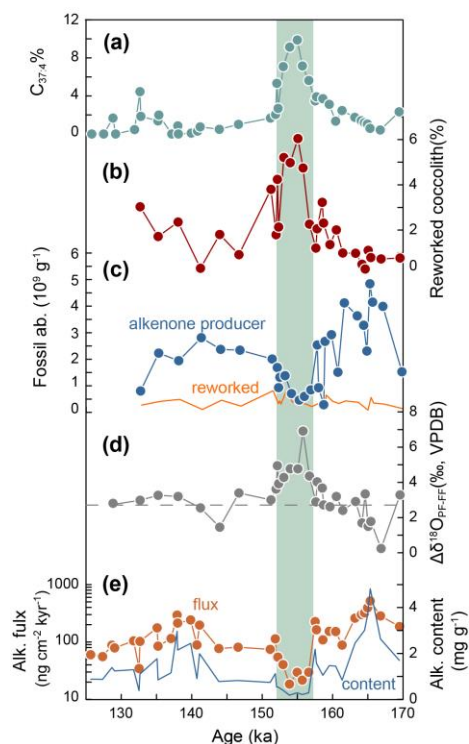 (a)
C37:4%
12
8
4
0
(b)
Reworked coccolith(%)
6
4
2
0
(c)
Fossil ab. (10⁹ g⁻¹)
6
5
4
3
2
1
0
alkenone producer
reworked
(d)
Δδ¹⁸O PF-FF(‰, VPDB)
8
6
4
2
0
(e)
Alk. fulx
(ng cm⁻² kyr⁻¹)
1000
100
10
flux
content
Alk. content
(mg g⁻¹)
4
2
0
130 140 150 160 170
Age (ka)